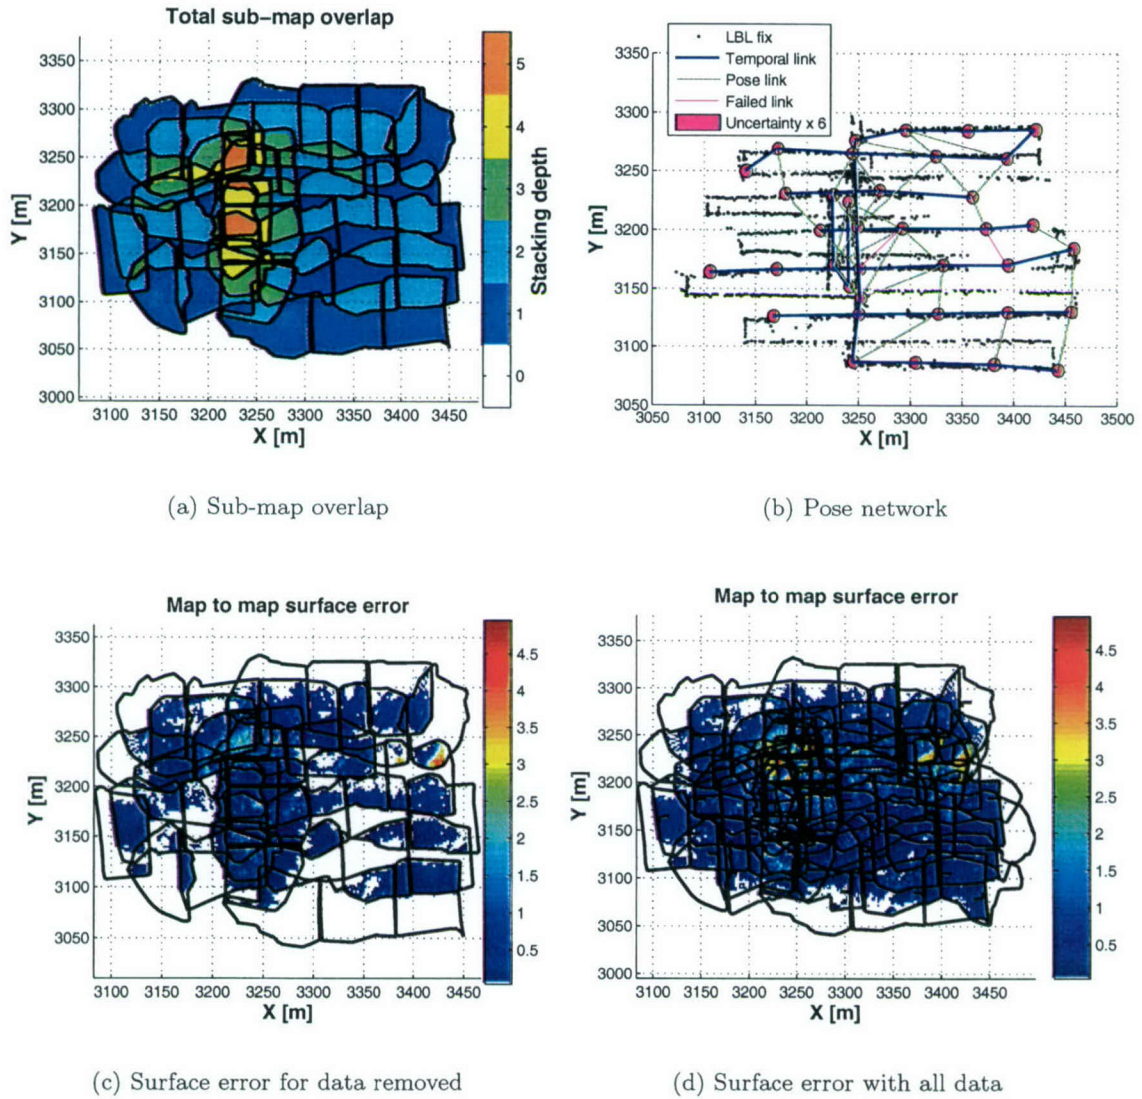 Total sub-map overlap
3350
3300
3250
3200
3150
3100
3050
3000
Y [m]
3100 3150 3200 3250 3300 3350 3400 3450
X [m]
5
4
3
2
1
0
Stacking depth
(a) Sub-map overlap
LBL fix
Temporal link
Pose link
Failed link
Uncertainty x 6
3350
3300
3250
3200
3150
3100
3050
Y [m]
3050 3100 3150 3200 3250 3300 3350 3400 3450 3500
X [m]
(b) Pose network
Map to map surface error
3350
3300
3250
3200
3150
3100
3050
Y [m]
3100 3150 3200 3250 3300 3350 3400 3450
X [m]
4.5
4
3.5
3
2.5
2
1.5
1
0.5
(c) Surface error for data removed
Map to map surface error
3350
3300
3250
3200
3150
3100
3050
3000
Y [m]
3100 3150 3200 3250 3300 3350 3400 3450
X [m]
4.5
4
3.5
3
2.5
2
1.5
1
0.5
(d) Surface error with all data